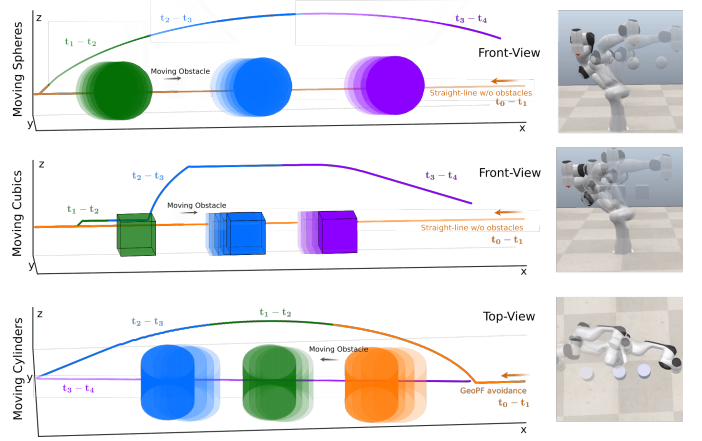 Moving Spheres
z
t₁ − t₂
t₂ − t₃
t₃ − t₄
Front-View
Moving Obstacle
Straight-line w/o obstacles
t₀ − t₁
y
x
Moving Cubics
z
t₁ − t₂
t₂ − t₃
t₃ − t₄
Front-View
Moving Obstacle
Straight-line w/o obstacles
t₀ − t₁
y
x
Moving Cylinders
z
t₂ − t₃
t₁ − t₂
Top-View
Moving Obstacle
y
t₃ − t₄
GeoPF avoidance
t₀ − t₁
x